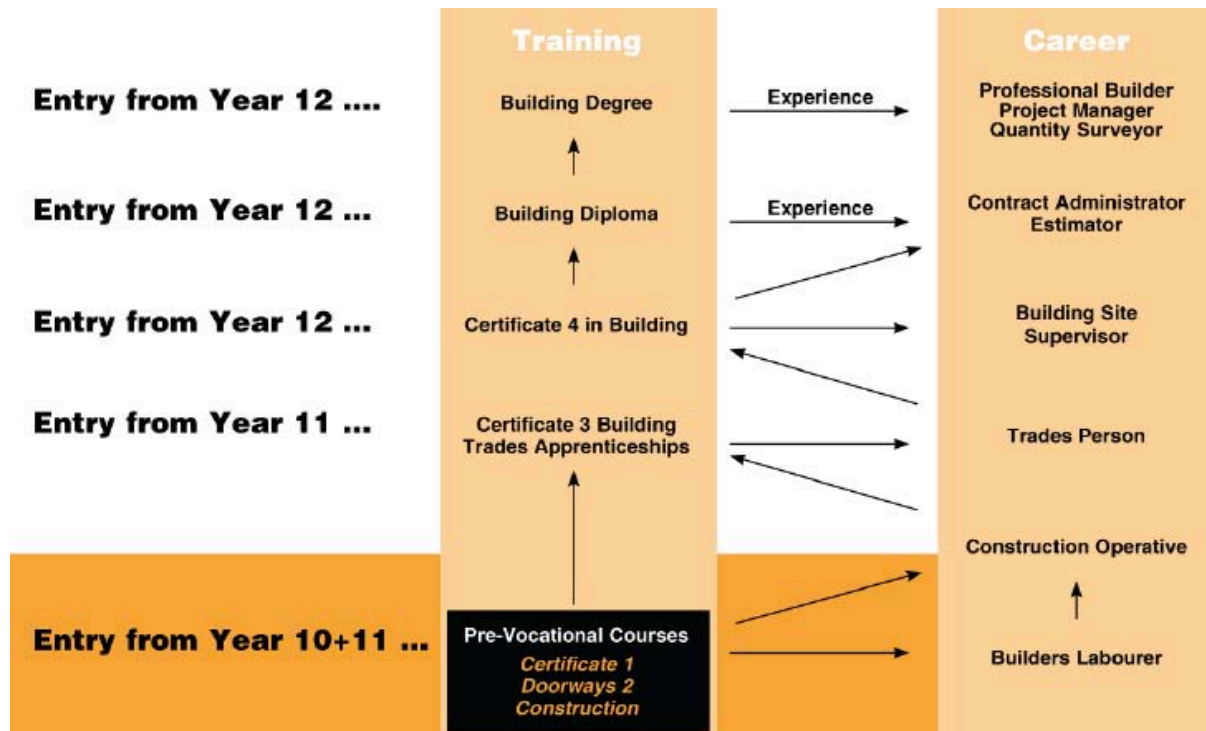 Training
Career
Entry from Year 12 ....
Building Degree
Experience
Professional Builder
Project Manager
Quantity Surveyor
Entry from Year 12 ...
Building Diploma
Experience
Contract Administrator
Estimator
Entry from Year 12 ...
Certificate 4 in Building
Building Site
Supervisor
Entry from Year 11 ...
Certificate 3 Building
Trades Apprenticeships
Trades Person
Construction Operative
Entry from Year 10+11 ...
Pre-Vocational Courses
Certificate 1
Doorways 2
Construction
Builders Labourer